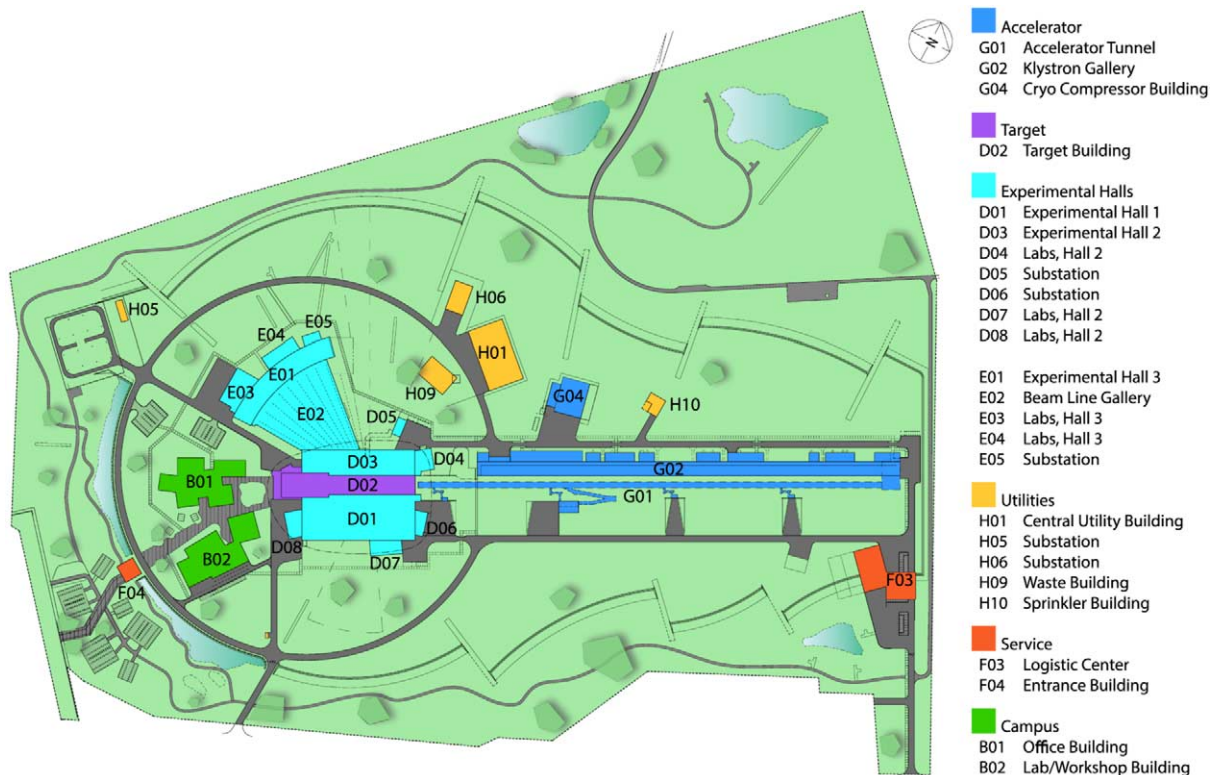 N
Accelerator
G01 Accelerator Tunnel
G02 Klystron Gallery
G04 Cryo Compressor Building
Target
D02 Target Building
Experimental Halls
D01 Experimental Hall 1
D03 Experimental Hall 2
D04 Labs, Hall 2
D05 Substation
D06 Substation
D07 Labs, Hall 2
D08 Labs, Hall 2
E01 Experimental Hall 3
E02 Beam Line Gallery
E03 Labs, Hall 3
E04 Labs, Hall 3
E05 Substation
Utilities
H01 Central Utility Building
H05 Substation
H06 Substation
H09 Waste Building
H10 Sprinkler Building
Service
F03 Logistic Center
F04 Entrance Building
Campus
B01 Office Building
B02 Lab/Workshop Building
H05
H06
E05
E04
H01
E01
E03
H09
G04
H10
E02
D05
D03
D04
G02
B01
D02
G01
D01
D06
D08
B02
D07
F04
F03